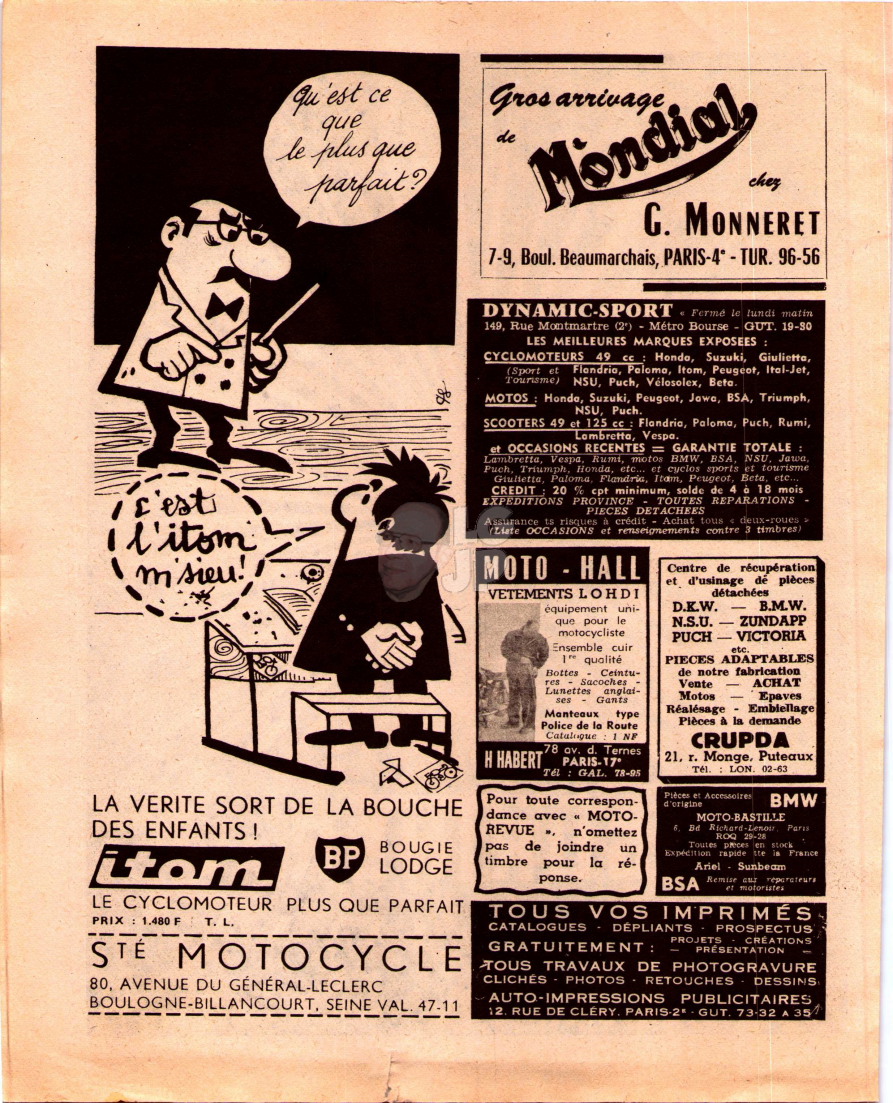 Qu'est ce
que
le plus que
parfait?
C'est
l'itom
m'sieu!
LA VERITE SORT DE LA BOUCHE
DES ENFANTS !
itom
BP
BOUGIE
LODGE
LE CYCLOMOTEUR PLUS QUE PARFAIT
PRIX : 1.480 F T. L.
STÉ MOTOCYCLE
80, AVENUE DU GÉNÉRAL-LECLERC
BOULOGNE-BILLANCOURT, SEINE VAL. 47-11
Gros arrivage
de Mondial
chez
G. MONNERET
7-9, Boul. Beaumarchais, PARIS-4e - TUR. 96-56
DYNAMIC-SPORT « Fermé le lundi matin
149, Rue Montmartre (2e) - Métro Bourse - GUT. 19-80
LES MEILLEURES MARQUES EXPOSEES :
CYCLOMOTEURS 49 cc : Honda, Suzuki, Giulietta,
(Sport et Flandria, Paloma, Itom, Peugeot, Ital-Jet,
Tourisme) NSU, Puch, Vélosolex, Beta.
MOTOS : Honda, Suzuki, Peugeot, Jawa, BSA, Triumph,
NSU, Puch.
SCOOTERS 49 et 125 cc : Flandria, Paloma, Puch, Rumi,
Lambretta, Vespa.
et OCCASIONS RECENTES = GARANTIE TOTALE :
Lambretta, Vespa, Rumi, motos BMW, BSA, NSU, Jawa,
Puch, Triumph, Honda, etc... et cyclos sports et tourisme
Giulietta, Paloma, Flandria, Itom, Peugeot, Beta, etc...
CREDIT : 20 % cpt minimum, solde de 4 à 18 mois
EXPEDITIONS PROVINCE - TOUTES REPARATIONS -
PIECES DETACHEES
Assurance ts risques à crédit - Achat tous « deux-roues »
(Liste OCCASIONS et renseignements contre 3 timbres)
MOTO - HALL
VETEMENTS LOHDI
équipement uni-
que pour le
motocycliste
Ensemble cuir
1re qualité
Bottes - Ceintu-
res - Sacoches -
Lunettes anglai-
ses - Gants
Manteaux type
Police de la Route
Catalogue : 1 NF
H HABERT 78 av. d. Ternes
PARIS-17e
Tél : GAL. 78-95
Centre de récupération
et d'usinage de pièces
détachées
D.K.W. — B.M.W.
N.S.U. — ZUNDAPP
PUCH — VICTORIA
etc.
PIECES ADAPTABLES
de notre fabrication
Vente — ACHAT
Motos — Epaves
Réalésage - Embiellage
Pièces à la demande
CRUPDA
21, r. Monge, Puteaux
Tél. : LON. 02-63
Pour toute correspon-
dance avec « MOTO-
REVUE », n'omettez
pas de joindre un
timbre pour la ré-
ponse.
Pièces et Accessoires
d'origine BMW
MOTO-BASTILLE
6, Bd Richard-Lenoir, Paris
ROQ 29-28
Toutes pièces en stock
Expédition rapide tte la France
Ariel - Sunbeam
BSA Remise aux réparateurs
et motoristes
TOUS VOS IMPRIMÉS
CATALOGUES - DÉPLIANTS - PROSPECTUS
GRATUITEMENT : PROJETS - CRÉATIONS
- PRÉSENTATION -
TOUS TRAVAUX DE PHOTOGRAVURE
CLICHÉS - PHOTOS - RETOUCHES - DESSINS
AUTO-IMPRESSIONS PUBLICITAIRES
12, RUE DE CLÉRY, PARIS-2e - GUT. 73-32 A 35